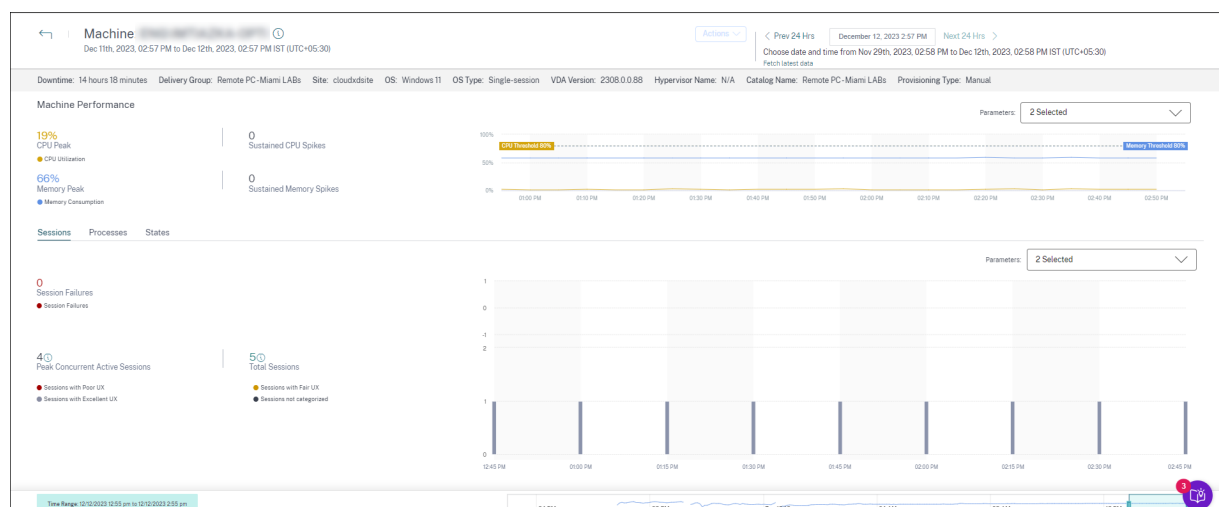 Machine
Dec 11th, 2023, 02:57 PM to Dec 12th, 2023, 02:57 PM IST (UTC+05:30)
Actions
Prev 24 Hrs
December 12, 2023 2:57 PM
Next 24 Hrs
Choose date and time from Nov 29th, 2023, 02:58 PM to Dec 12th, 2023, 02:58 PM IST (UTC+05:30)
Fetch latest data
Downtime: 14 hours 18 minutes Delivery Group: Remote PC-Miami LABs Site: cloudxdsite OS: Windows 11 OS Type: Single-session VDA Version: 2308.0.0.88 Hypervisor Name: N/A Catalog Name: Remote PC-Miami LABs Provisioning Type: Manual
Machine Performance
Parameters: 2 Selected
19%
CPU Peak
CPU Utilization
0
Sustained CPU Spikes
66%
Memory Peak
Memory Consumption
0
Sustained Memory Spikes
100%
CPU Threshold 80%
Memory Threshold 80%
50%
0%
01:00 PM 01:10 PM 01:20 PM 01:30 PM 01:40 PM 01:50 PM 02:00 PM 02:10 PM 02:20 PM 02:30 PM 02:40 PM 02:50 PM
Sessions Processes States
Parameters: 2 Selected
0
Session Failures
Session Failures
1
0
-1
4
Peak Concurrent Active Sessions
5
Total Sessions
Sessions with Poor UX
Sessions with Fair UX
Sessions with Excellent UX
Sessions not categorized
2
1
0
12:45 PM 01:00 PM 01:15 PM 01:30 PM 01:45 PM 02:00 PM 02:15 PM 02:30 PM 02:45 PM
Time Range: 12/12/2023 12:55 pm to 12/12/2023 2:55 pm
3